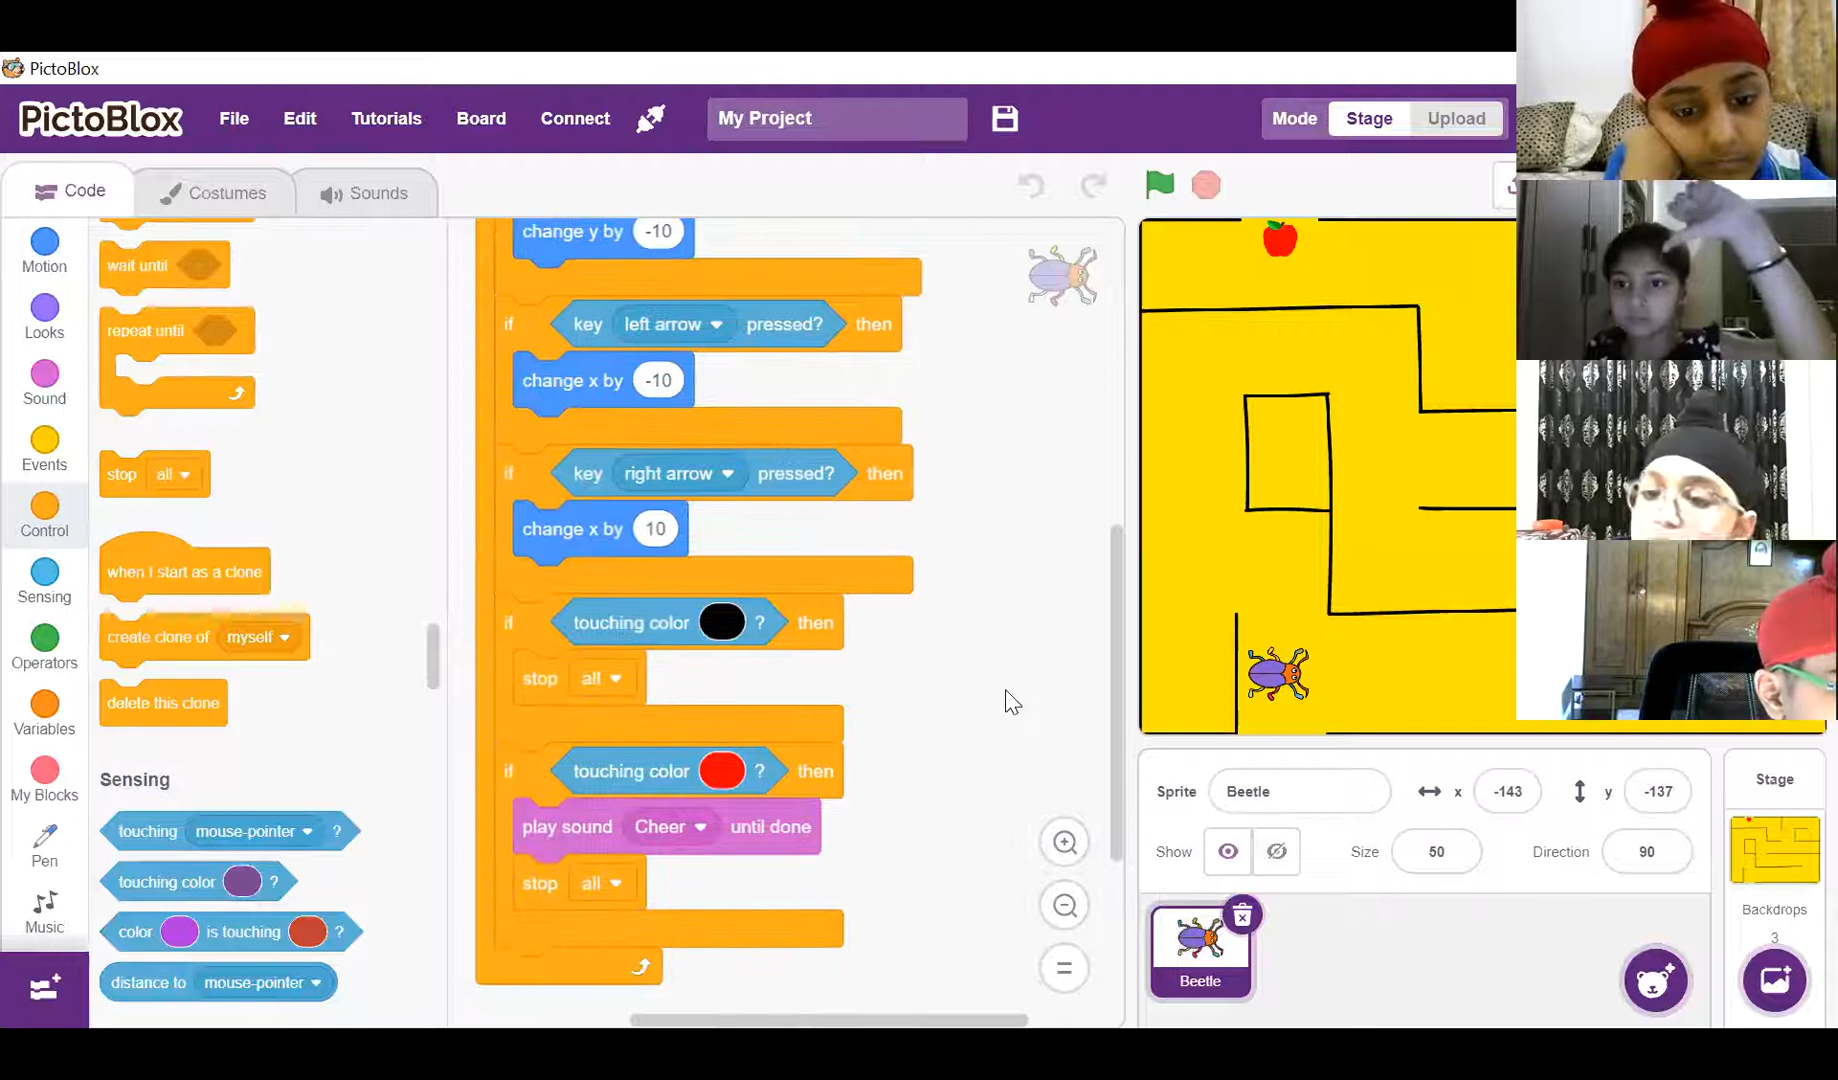 PictoBlox
PictoBlox File Edit Tutorials Board Connect My Project Mode Stage Upload
Code Costumes Sounds
Motion
Looks
Sound
Events
Control
Sensing
Operators
Variables
My Blocks
Pen
Music
wait until
repeat until
stop all
when I start as a clone
create clone of myself
delete this clone
Sensing
touching mouse-pointer ?
touching color ?
color is touching ?
distance to mouse-pointer
change y by -10
if key left arrow pressed? then
change x by -10
if key right arrow pressed? then
change x by 10
if touching color ? then
stop all
if touching color ? then
play sound Cheer until done
stop all
Sprite Beetle x -143 y -137
Show Size 50 Direction 90
Beetle
Stage
Backdrops
3